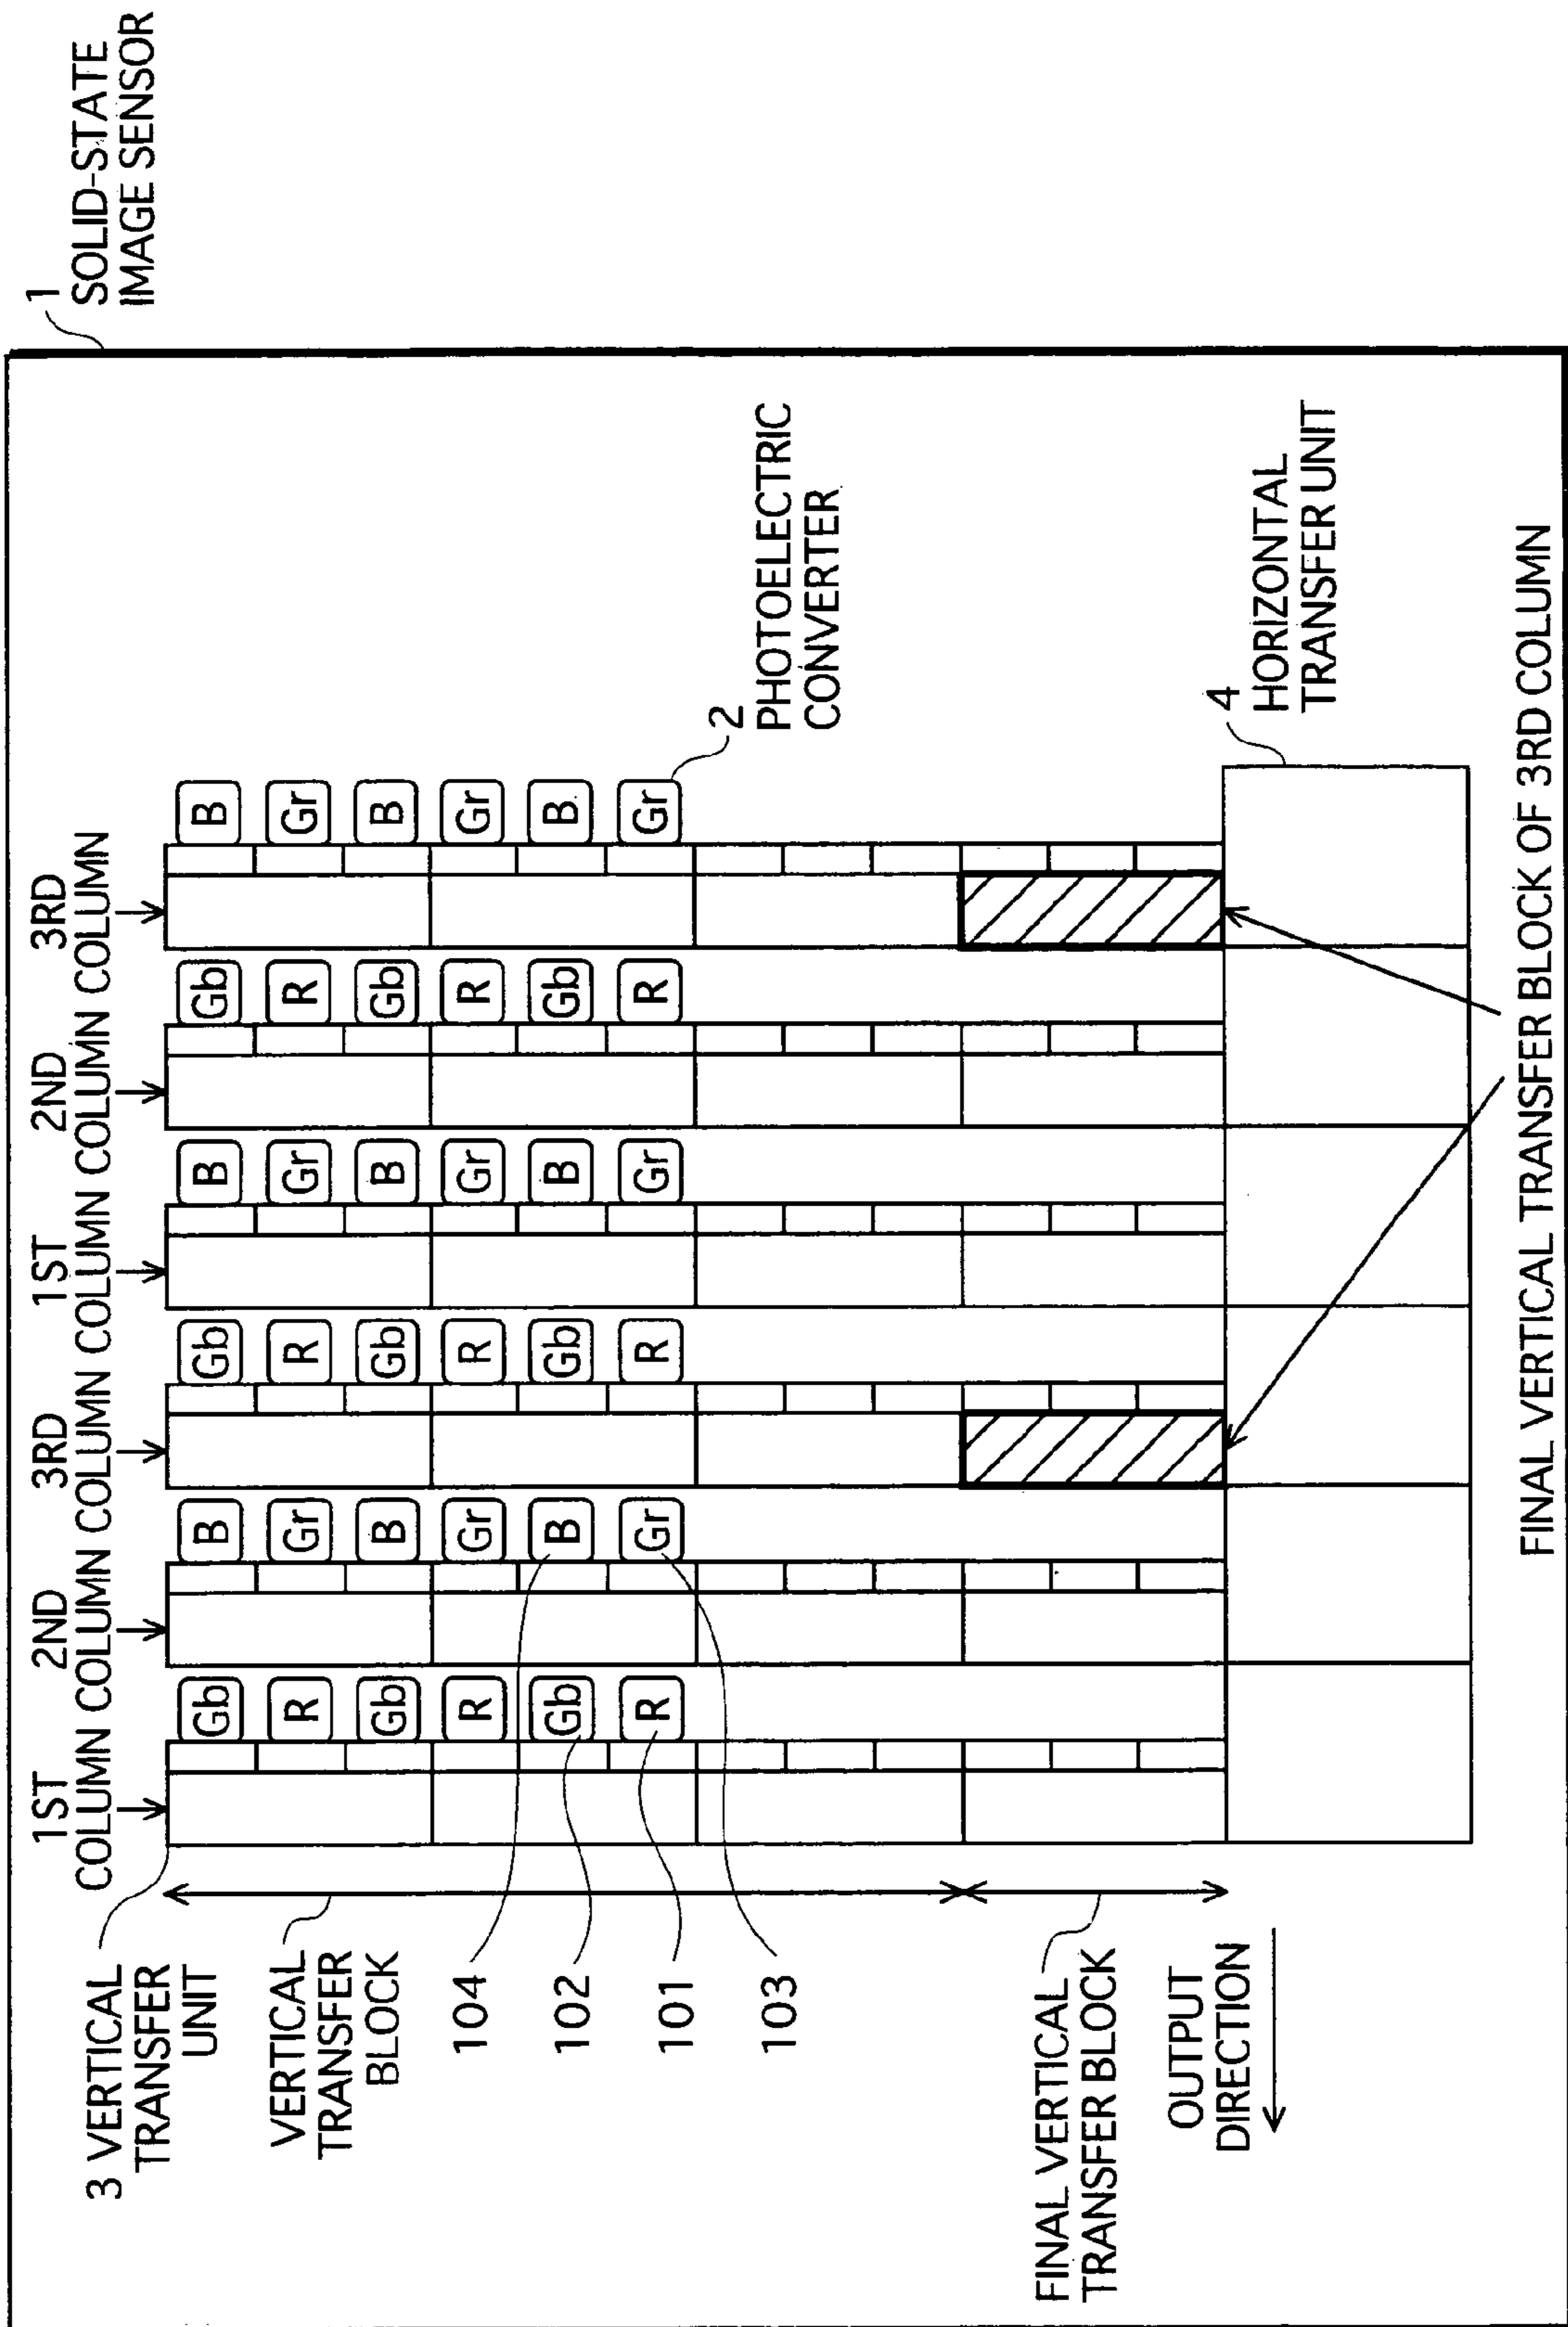 1
SOLID-STATE
IMAGE SENSOR
1ST 2ND 3RD 1ST 2ND 3RD
COLUMN COLUMN COLUMN COLUMN COLUMN COLUMN
3 VERTICAL
TRANSFER
UNIT
Gb B Gb B Gb B
R Gr R Gr R Gr
VERTICAL
TRANSFER
BLOCK
Gb B Gb B Gb B
104
R Gr R Gr R Gr
102
Gb B Gb B Gb B
101
R Gr R Gr R Gr
103
2
PHOTOELECTRIC
CONVERTER
FINAL VERTICAL
TRANSFER BLOCK
4
HORIZONTAL
TRANSFER UNIT
OUTPUT
DIRECTION
FINAL VERTICAL TRANSFER BLOCK OF 3RD COLUMN